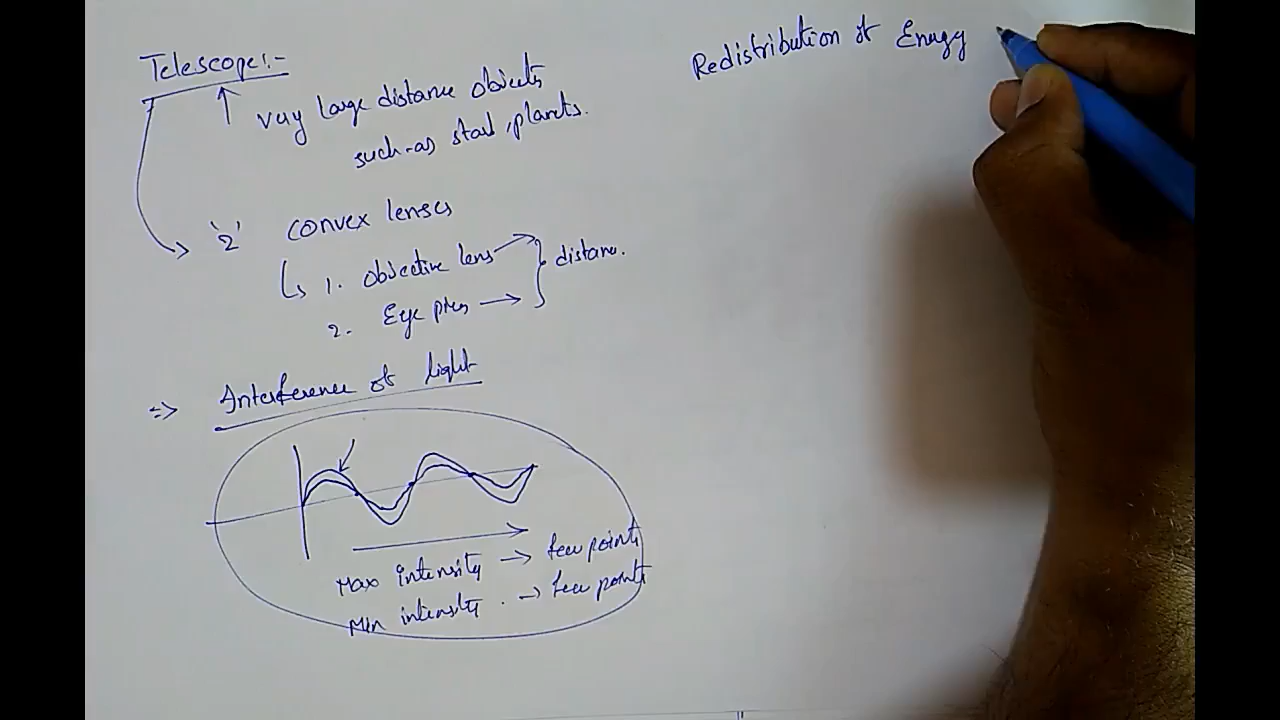 Telescope:-
very large distance objects
such-as stars, planets.
'2' convex lenses
1. Objective lens
distance.
2. Eye piece
=> Interference of light
Max intensity → few points
Min intensity → few points
Redistribution of Energy